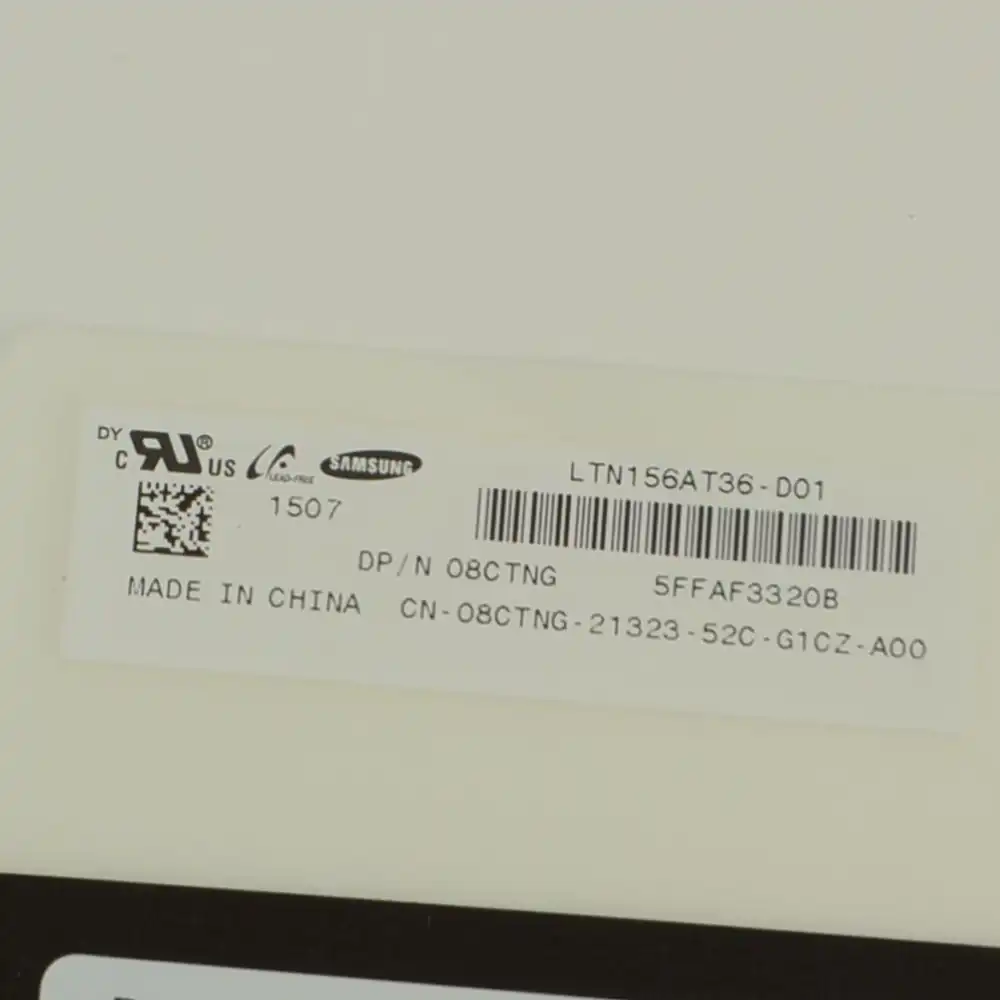 DY
C RU® US LEAD-FREE SAMSUNG
LTN156AT36-D01
1507
DP/N 08CTNG 5FFAF3320B
MADE IN CHINA CN-08CTNG-21323-52C-G1CZ-A00